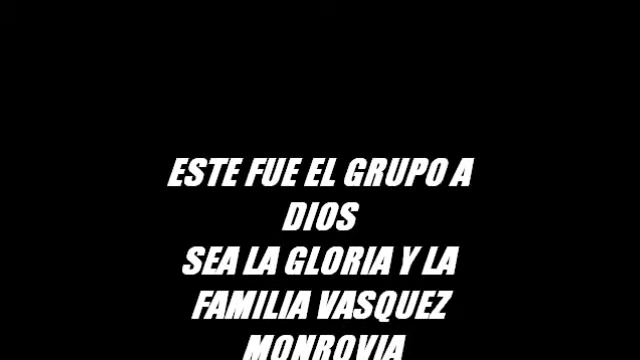 ESTE FUE EL GRUPO A
DIOS
SEA LA GLORIA Y LA
FAMILIA VASQUEZ
MONROVIA